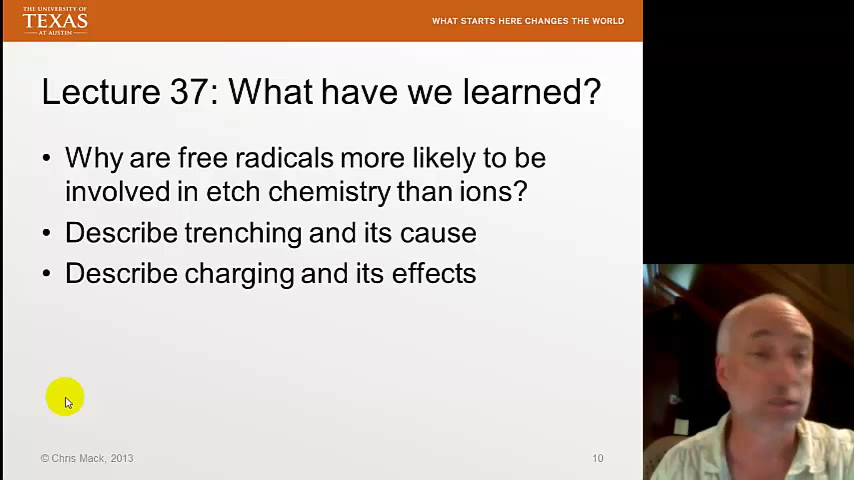 THE UNIVERSITY OF
TEXAS
AT AUSTIN
WHAT STARTS HERE CHANGES THE WORLD
Lecture 37: What have we learned?
• Why are free radicals more likely to be
involved in etch chemistry than ions?
• Describe trenching and its cause
• Describe charging and its effects
© Chris Mack, 2013
10